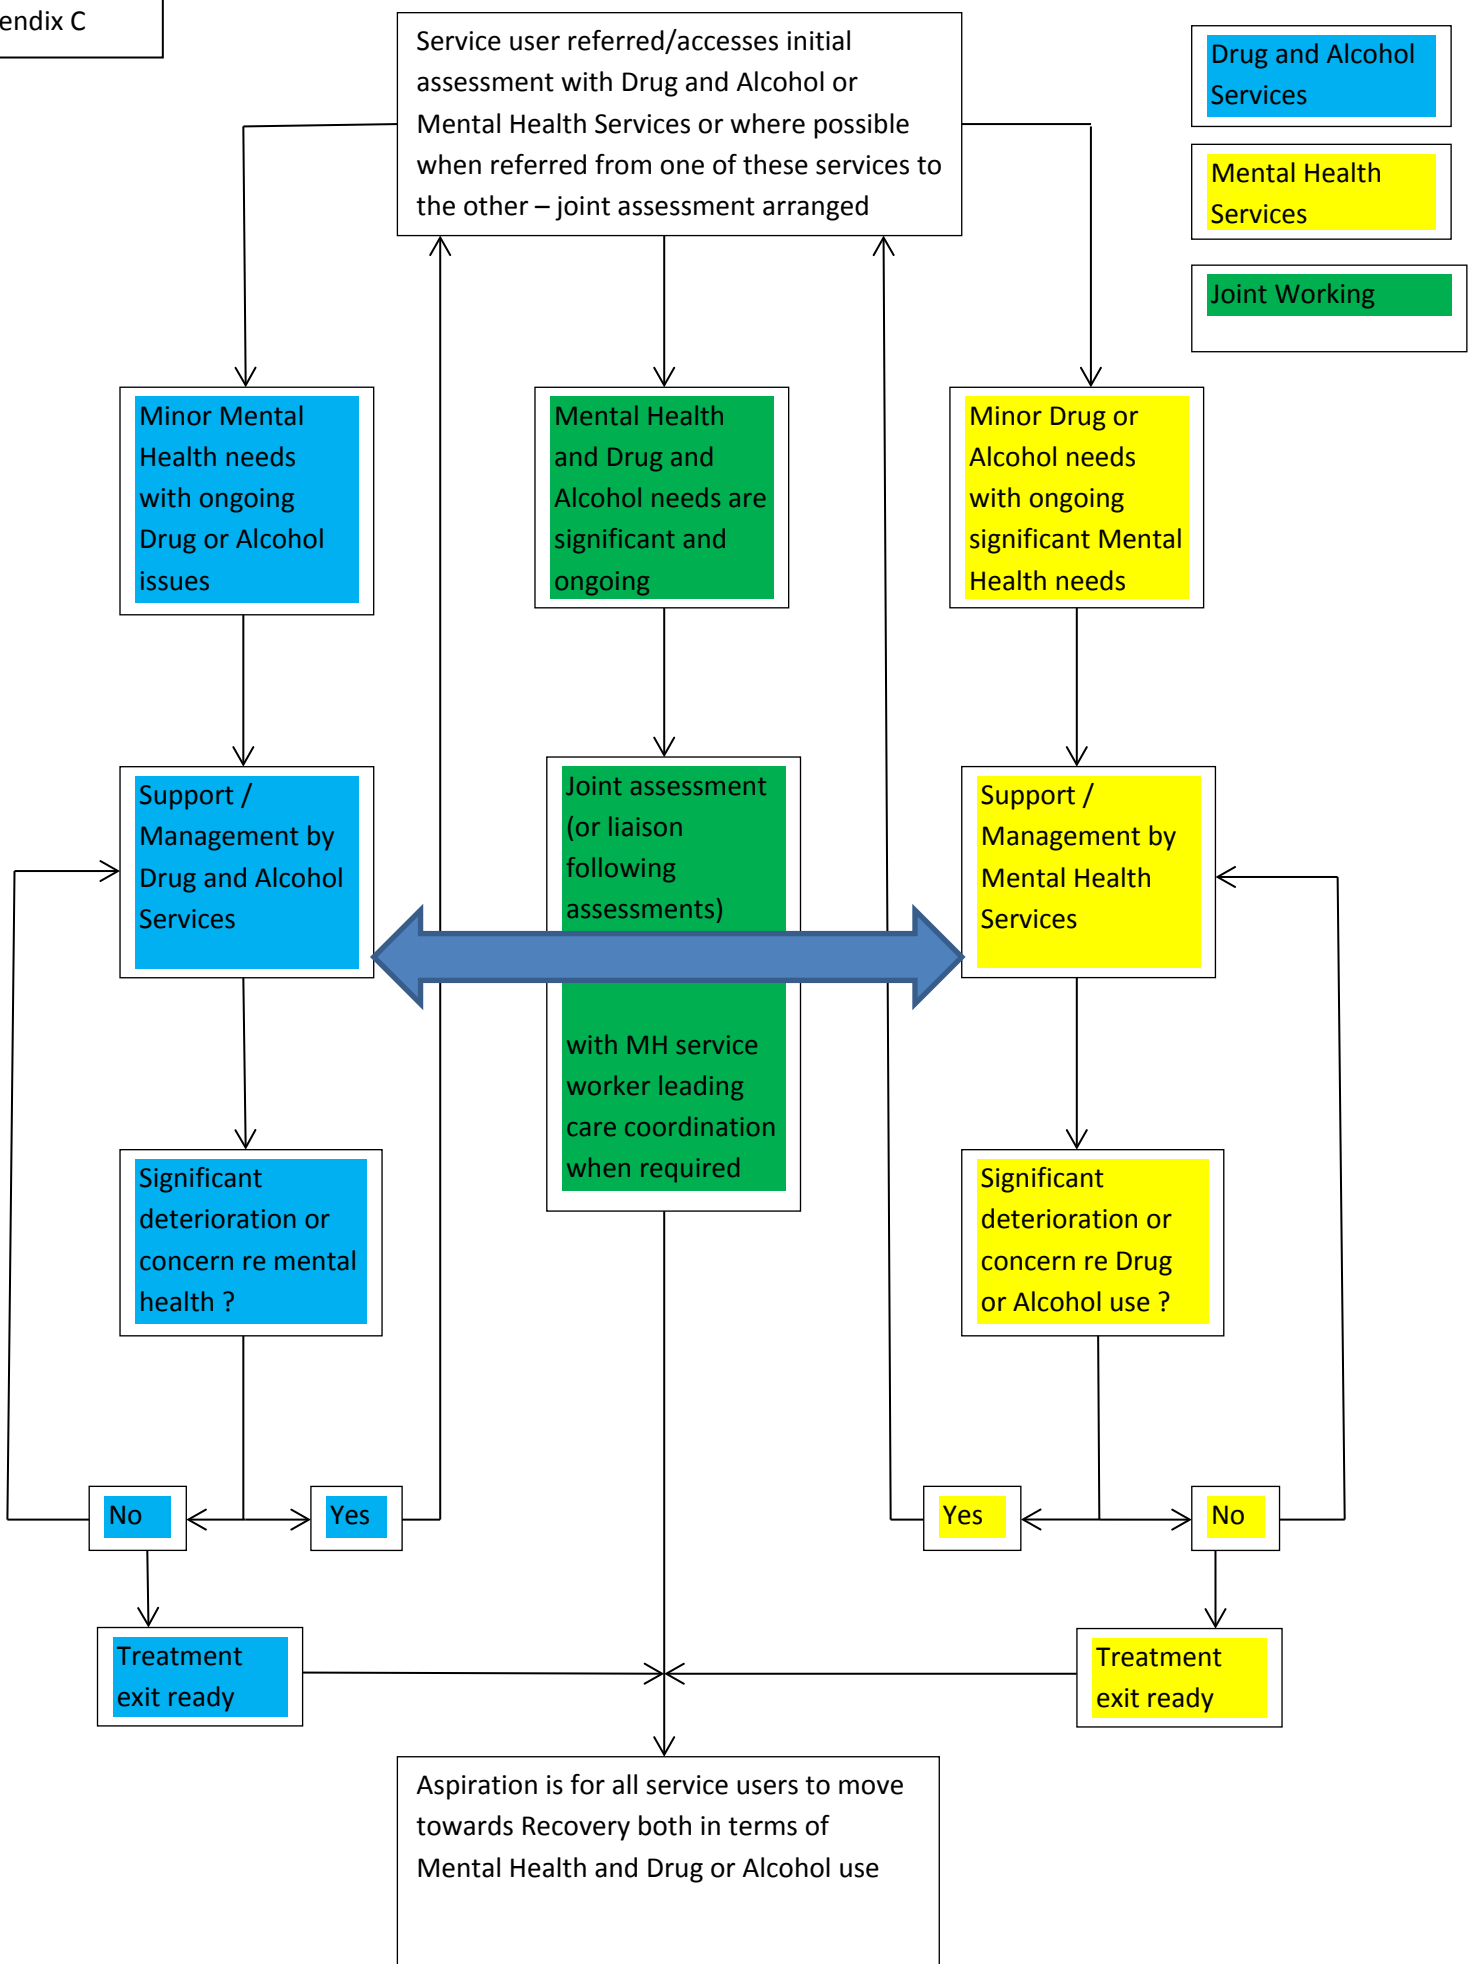 endix C
Service user referred/accesses initial
assessment with Drug and Alcohol or
Mental Health Services or where possible
when referred from one of these services to
the other – joint assessment arranged
Drug and Alcohol
Services
Mental Health
Services
Joint Working
Minor Mental
Health needs
with ongoing
Drug or Alcohol
issues
Mental Health
and Drug and
Alcohol needs are
significant and
ongoing
Minor Drug or
Alcohol needs
with ongoing
significant Mental
Health needs
Support /
Management by
Drug and Alcohol
Services
Joint assessment
(or liaison
following
assessments)
with MH service
worker leading
care coordination
when required
Support /
Management by
Mental Health
Services
Significant
deterioration or
concern re mental
health ?
Significant
deterioration or
concern re Drug
or Alcohol use ?
No
Yes
Yes
No
Treatment
exit ready
Treatment
exit ready
Aspiration is for all service users to move
towards Recovery both in terms of
Mental Health and Drug or Alcohol use